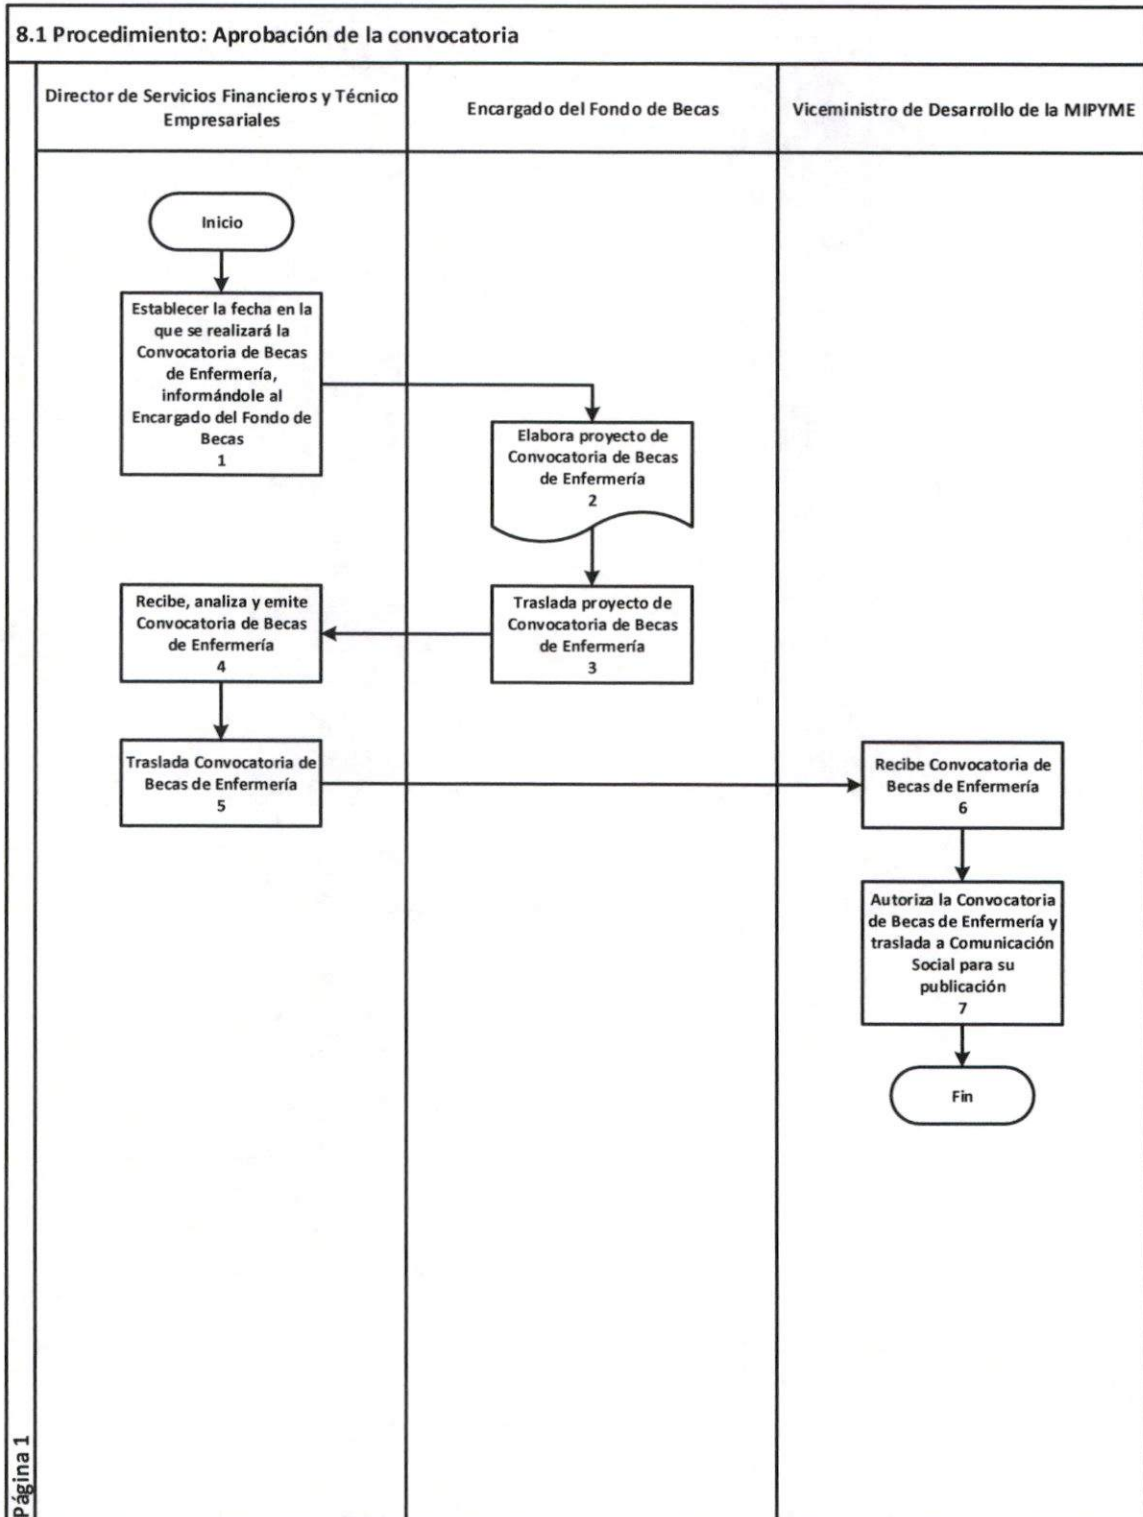 8.1 Procedimiento: Aprobación de la convocatoria
Director de Servicios Financieros y Técnico
Empresariales
Encargado del Fondo de Becas
Viceministro de Desarrollo de la MIPYME
Inicio
Establecer la fecha en la
que se realizará la
Convocatoria de Becas
de Enfermería,
informándole al
Encargado del Fondo de
Becas
1
Elabora proyecto de
Convocatoria de Becas
de Enfermería
2
Traslada proyecto de
Convocatoria de Becas
de Enfermería
3
Recibe, analiza y emite
Convocatoria de Becas
de Enfermería
4
Traslada Convocatoria de
Becas de Enfermería
5
Recibe Convocatoria de
Becas de Enfermería
6
Autoriza la Convocatoria
de Becas de Enfermería y
traslada a Comunicación
Social para su
publicación
7
Fin
Página 1